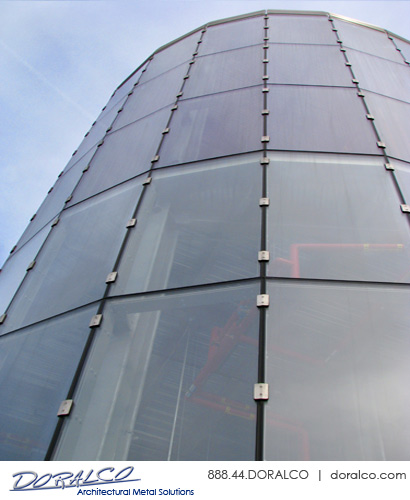 DORALCO
Architectural Metal Solutions
888.44.DORALCO | doralco.com